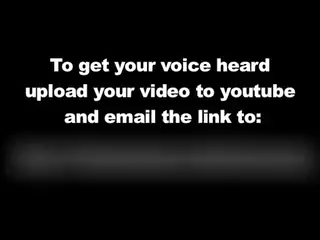 To get your voice heard
upload your video to youtube
and email the link to: